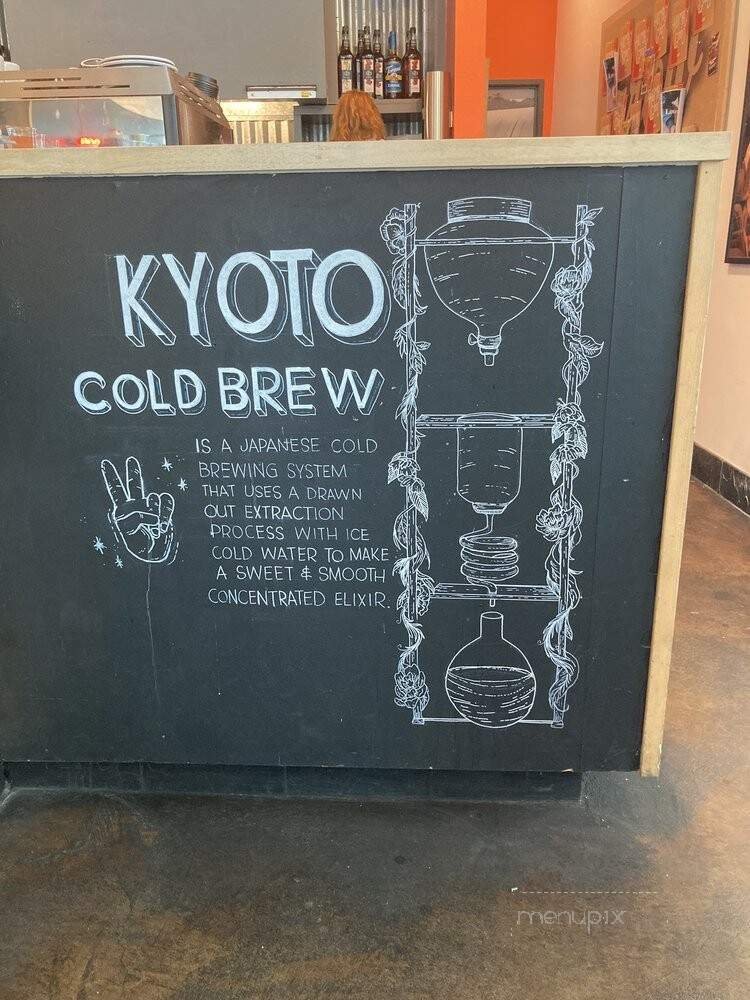 KYOTO
COLD BREW
IS A JAPANESE COLD
BREWING SYSTEM
THAT USES A DRAWN
OUT EXTRACTION
PROCESS WITH ICE
COLD WATER TO MAKE
A SWEET & SMOOTH
CONCENTRATED ELIXIR.
menupix